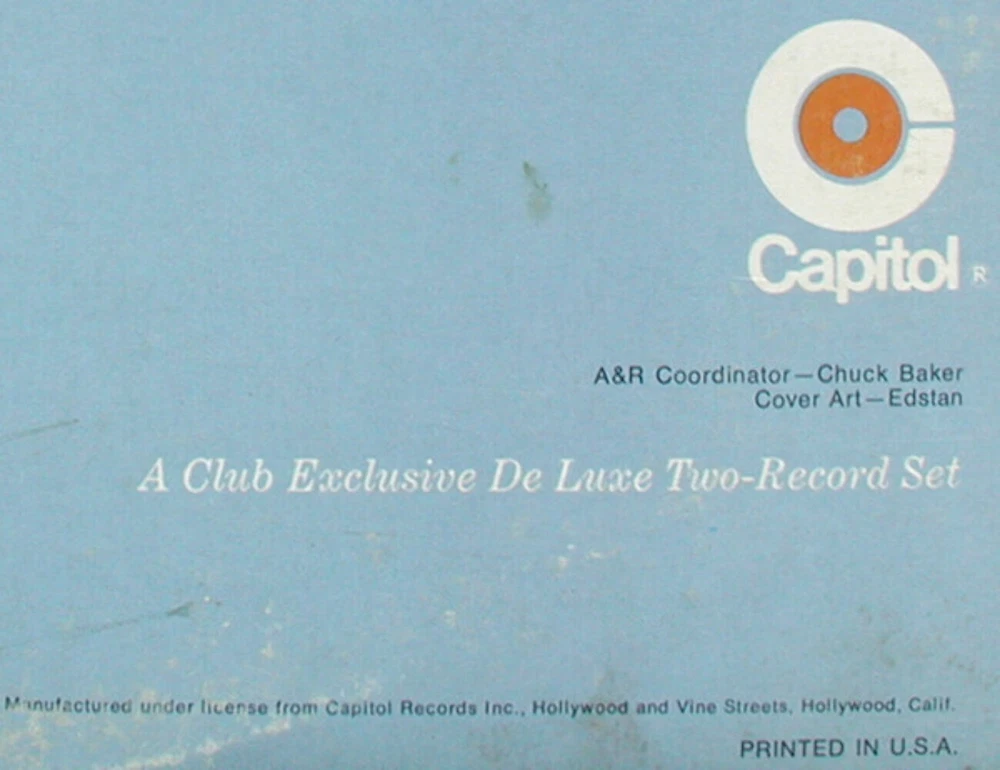 Capitol R
A&R Coordinator—Chuck Baker
Cover Art—Edstan
A Club Exclusive De Luxe Two-Record Set
Manufactured under license from Capitol Records Inc., Hollywood and Vine Streets, Hollywood, Calif.
PRINTED IN U.S.A.